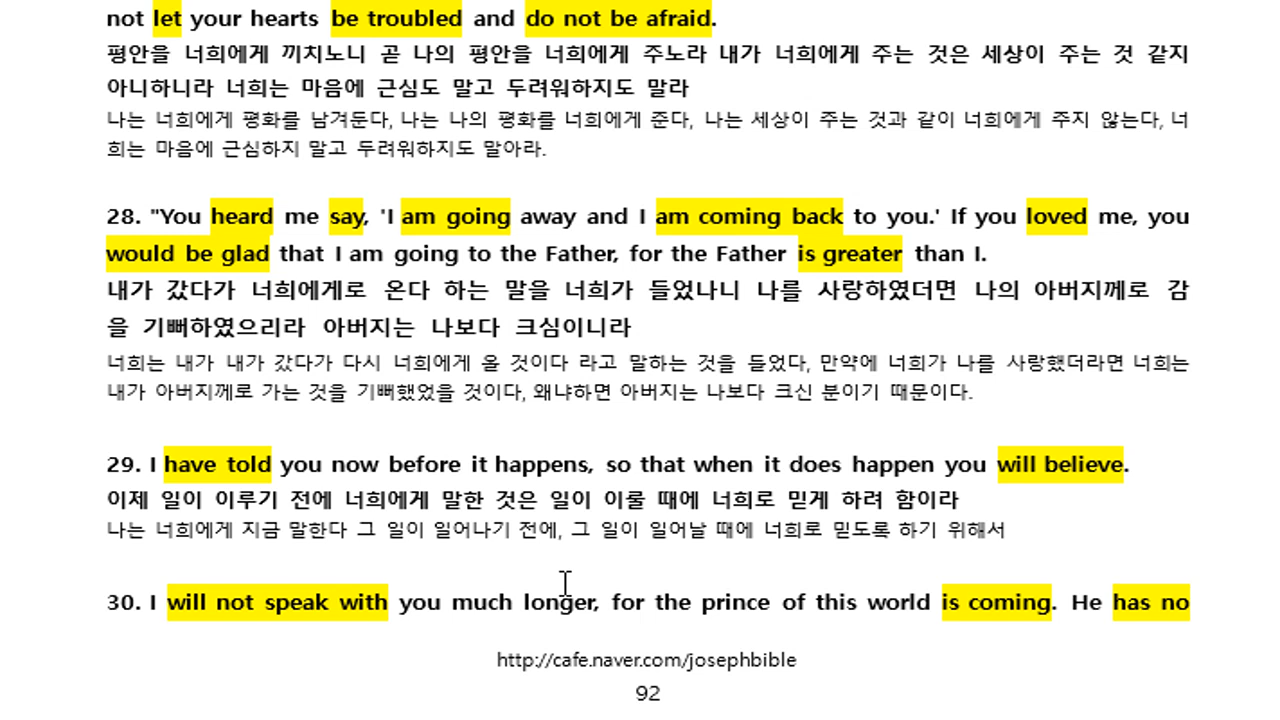 not let your hearts be troubled and do not be afraid.
평안을 너희에게 끼치노니 곧 나의 평안을 너희에게 주노라 내가 너희에게 주는 것은 세상이 주는 것 같지
아니하니라 너희는 마음에 근심도 말고 두려워하지도 말라
나는 너희에게 평화를 남겨둔다, 나는 나의 평화를 너희에게 준다, 나는 세상이 주는 것과 같이 너희에게 주지 않는다, 너
희는 마음에 근심하지 말고 두려워하지도 말아라.
28. "You heard me say, 'I am going away and I am coming back to you.' If you loved me, you
would be glad that I am going to the Father, for the Father is greater than I.
내가 갔다가 너희에게로 온다 하는 말을 너희가 들었나니 나를 사랑하였더면 나의 아버지께로 감
을 기뻐하였으리라 아버지는 나보다 크심이니라
너희는 내가 내가 갔다가 다시 너희에게 올 것이다 라고 말하는 것을 들었다, 만약에 너희가 나를 사랑했더라면 너희는
내가 아버지께로 가는 것을 기뻐했었을 것이다, 왜냐하면 아버지는 나보다 크신 분이기 때문이다.
29. I have told you now before it happens, so that when it does happen you will believe.
이제 일이 이루기 전에 너희에게 말한 것은 일이 이룰 때에 너희로 믿게 하려 함이라
나는 너희에게 지금 말한다 그 일이 일어나기 전에, 그 일이 일어날 때에 너희로 믿도록 하기 위해서
30. I will not speak with you much longer, for the prince of this world is coming. He has no
http://cafe.naver.com/josephbible
92